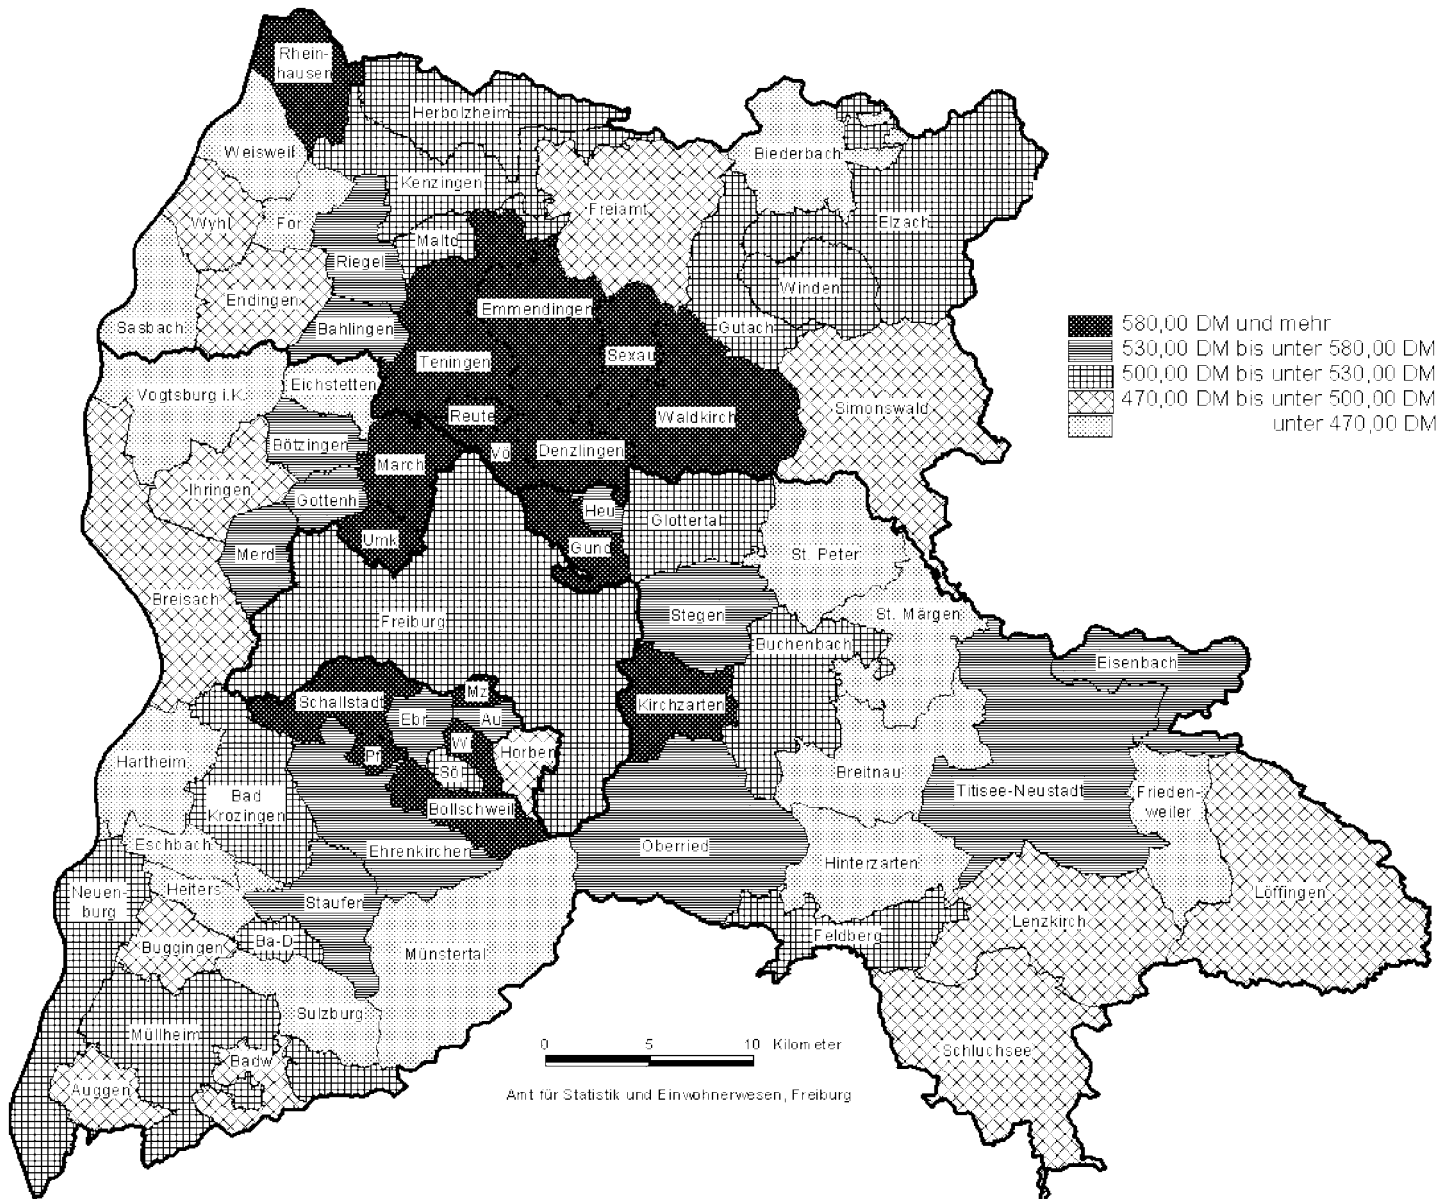 Rhein-
hausen
Herbolzheim
Weisweil
Biederbach
Kenzingen
Freiamt
Wyhl
For
Elzach
Maltd
Riegel
Winden
Endingen
Emmendingen
Sasbach
Bahlingen
Gutach
Teningen
Sexau
Vogtsburg i.K.
Eichstetten
Simonswald
Reute
Waldkirch
Bötzingen
Vö
Denzlingen
March
Ihringen
Gottenh
Heu
Glottertal
Umk
Gund
St. Peter
Merd
Breisach
Freiburg
Stegen
St. Märgen
Buchenbach
Eisenbach
Schallstadt
Mz
Kirchzarten
Ebr
Au
Wi
Horben
Pf
Söl
Hartheim
Breitnau
Titisee-Neustadt
Frieden-
weiler
Bad
Krozingen
Bollschweil
Eschbach
Ehrenkirchen
Oberried
Hinterzarten
Löffingen
Neuen-
burg
Heiters
Staufen
Lenzkirch
Buggingen
Ba-D
Münstertal
Feldberg
Sulzburg
Müllheim
Schluchsee
Badw
Auggen
580,00 DM und mehr
530,00 DM bis unter 580,00 DM
500,00 DM bis unter 530,00 DM
470,00 DM bis unter 500,00 DM
unter 470,00 DM
0 5 10 Kilometer
Amt für Statistik und Einwohnerwesen, Freiburg